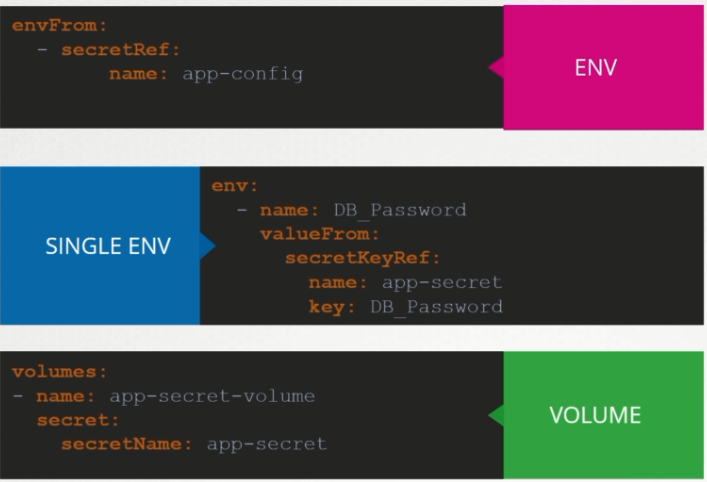 envFrom:
  - secretRef:
        name: app-config
ENV
SINGLE ENV
env:
  - name: DB_Password
    valueFrom:
      secretKeyRef:
        name: app-secret
        key: DB_Password
volumes:
- name: app-secret-volume
  secret:
    secretName: app-secret
VOLUME